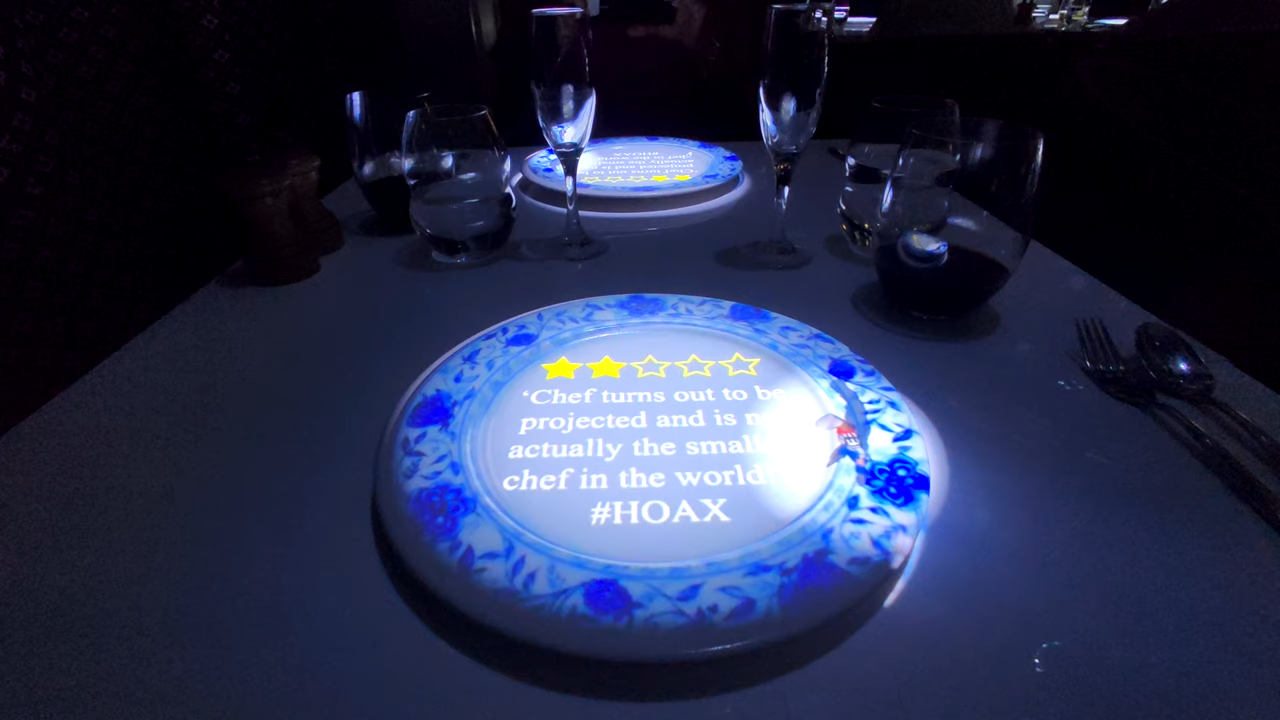 ‘Chef turns out to be
projected and is
actually the small
chef in the world
#HOAX